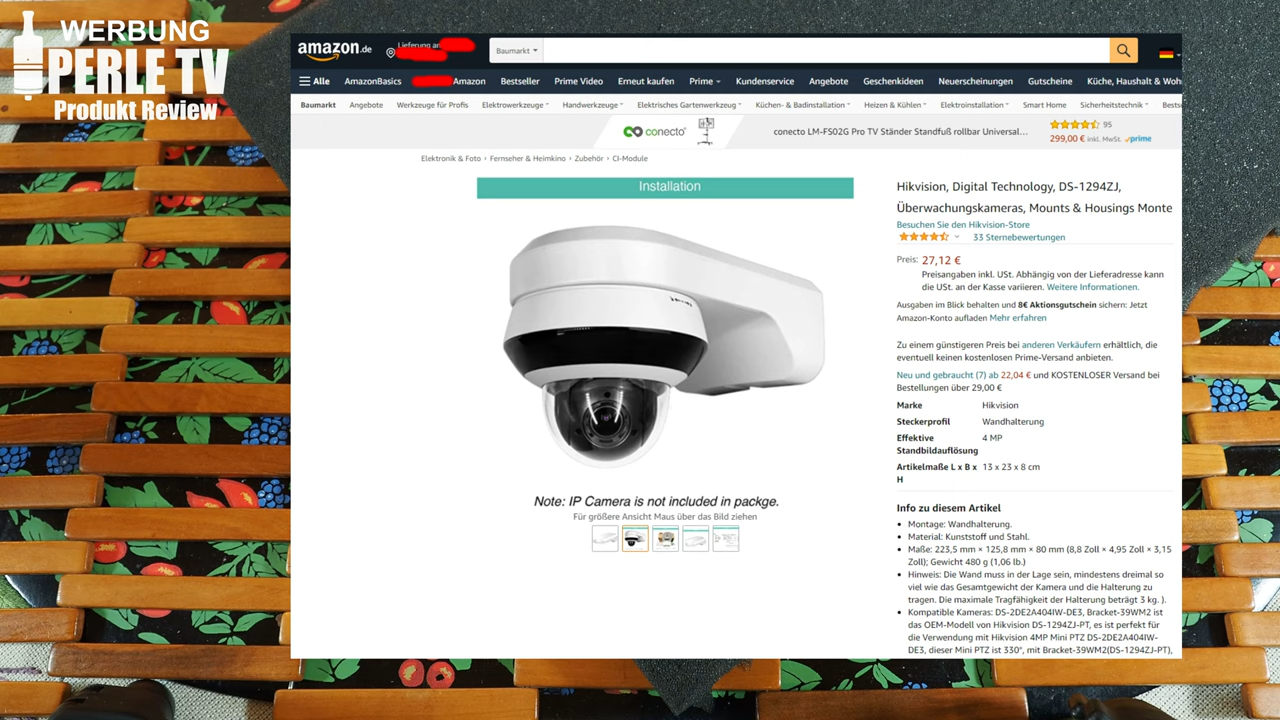 WERBUNG
PERLE TV
Produkt Review
amazon.de
Lieferung an
Baumarkt
Alle AmazonBasics Amazon Bestseller Prime Video Erneut kaufen Prime Kundenservice Angebote Geschenkideen Neuerscheinungen Gutscheine Küche, Haushalt & Woh
Baumarkt Angebote Werkzeuge für Profis Elektrowerkzeuge Handwerkzeuge Elektrisches Gartenwerkzeug Küchen- & Badinstallation Heizen & Kühlen Elektroinstallation Smart Home Sicherheitstechnik Bests
conecto conecto LM-FS02G Pro TV Ständer Standfuß rollbar Universal... 95
299,00 € inkl. MwSt. prime
Elektronik & Foto › Fernseher & Heimkino › Zubehör › CI-Module
Installation
Note: IP Camera is not included in packge.
Für größere Ansicht Maus über das Bild ziehen
Hikvision, Digital Technology, DS-1294ZJ,
Überwachungskameras, Mounts & Housings Monte
Besuchen Sie den Hikvision-Store
33 Sternebewertungen
Preis: 27,12 €
Preisangaben inkl. USt. Abhängig von der Lieferadresse kann
die USt. an der Kasse variieren. Weitere Informationen.
Ausgaben im Blick behalten und 8€ Aktionsgutschein sichern: Jetzt
Amazon-Konto aufladen Mehr erfahren
Zu einem günstigeren Preis bei anderen Verkäufern erhältlich, die
eventuell keinen kostenlosen Prime-Versand anbieten.
Neu und gebraucht (7) ab 22,04 € und KOSTENLOSER Versand bei
Bestellungen über 29,00 €
Marke Hikvision
Steckerprofil Wandhalterung
Effektive 4 MP
Standbildauflösung
Artikelmaße L x B x 13 x 23 x 8 cm
H
Info zu diesem Artikel
• Montage: Wandhalterung.
• Material: Kunststoff und Stahl.
• Maße: 223,5 mm × 125,8 mm × 80 mm (8,8 Zoll × 4,95 Zoll × 3,15
Zoll); Gewicht 480 g (1,06 lb.)
• Hinweis: Die Wand muss in der Lage sein, mindestens dreimal so
viel wie das Gesamtgewicht der Kamera und die Halterung zu
tragen. Die maximale Tragfähigkeit der Halterung beträgt 3 kg. ).
• Kompatible Kameras: DS-2DE2A404IW-DE3, Bracket-39WM2 ist
das OEM-Modell von Hikvision DS-1294ZJ-PT, es ist perfekt für
die Verwendung mit Hikvision 4MP Mini PTZ DS-2DE2A404IW-
DE3, dieser Mini PTZ ist 330°, mit Bracket-39WM2(DS-1294ZJ-PT),